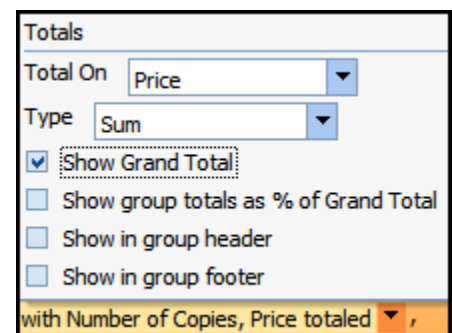 Totals
Total On Price
Type Sum
Show Grand Total
Show group totals as % of Grand Total
Show in group header
Show in group footer
with Number of Copies, Price totaled ,